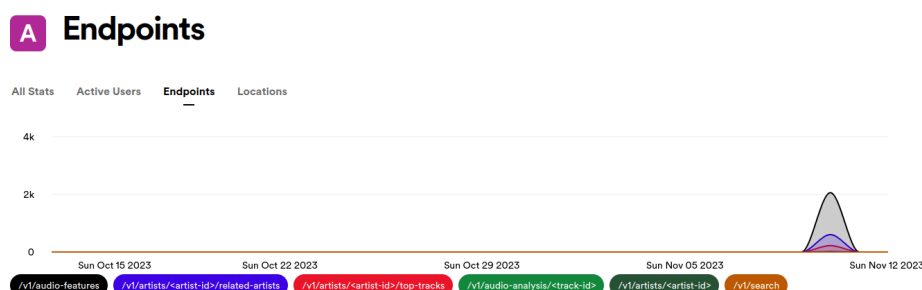 A Endpoints
All Stats Active Users Endpoints Locations
4k
2k
0
Sun Oct 15 2023 Sun Oct 22 2023 Sun Oct 29 2023 Sun Nov 05 2023 Sun Nov 12 2023
/v1/audio-features /v1/artists/<artist-id>/related-artists /v1/artists/<artist-id>/top-tracks /v1/audio-analysis/<track-id> /v1/artists/<artist-id> /v1/search